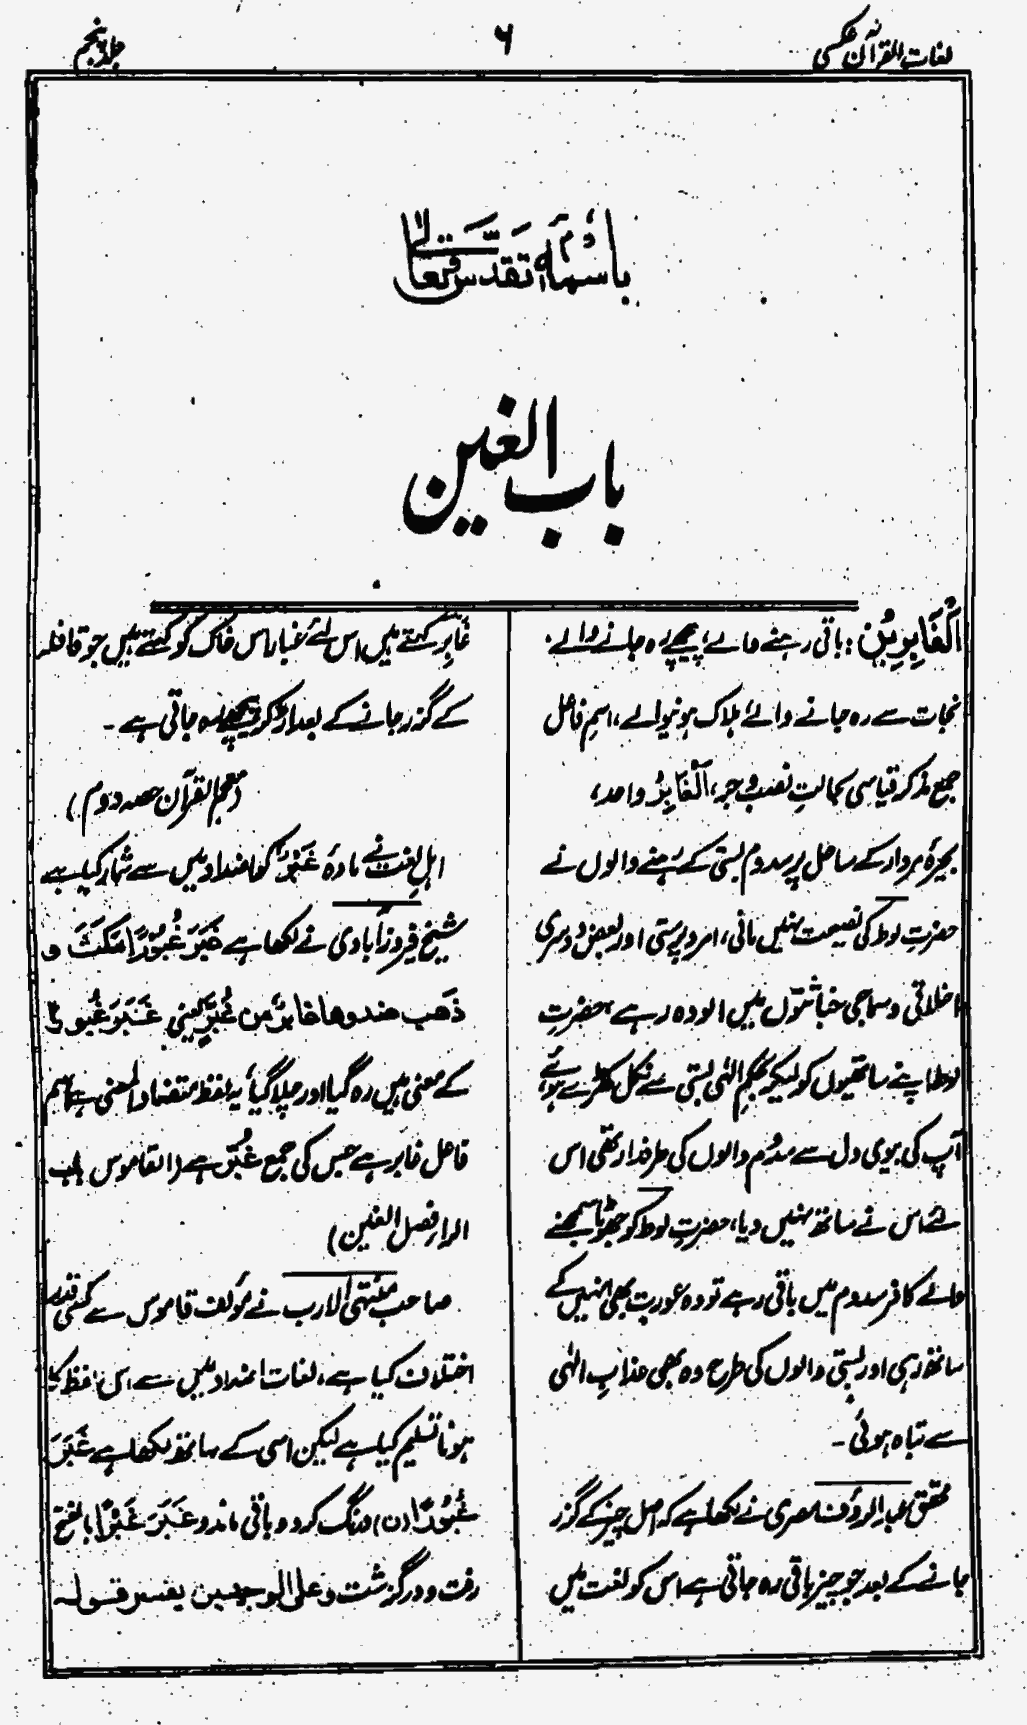 لغات القرآن عکسی
۶
جلد پنجم
باسمہٖ تقدس وتعالیٰ
باب الغین
اَلْغَابِرِیْنَ: باقی رہنے والے، پیچھے رہ جانے والے.
نجات سے رہ جانے والے ہلاک ہونیوالے، اسمِ فاعل
جمع مذکر قیاسی بحالتِ نصب و جر، اَلْغَابِرُ واحد،
بحیرۂ مردار کے ساحل پر سدوم بستی کے رہنے والوں نے
حضرتِ لوط کی نصیحت نہیں مانی، امرد پرستی اور بعض دوسری
اخلاقی و سماجی خباثتوں میں آلودہ رہے، حضرتِ
لوط اپنے ساتھیوں کو لیکر بحکمِ الٰہی بستی سے نکل کھڑے ہوئے،
آپ کی بیوی دل سے سدوم والوں کی طرفدار تھی اس
لئے اس نے ساتھ نہیں دیا، حضرتِ لوط کو جھوٹا سمجھنے
والے کافر سدوم میں باقی رہے تو وہ عورت بھی انہیں کے
ساتھ رہی اور بستی والوں کی طرح وہ بھی عذابِ الٰہی
سے تباہ ہوئی۔
محقق عبدالرؤف مصری نے لکھا ہے کہ اصل چیز کے گزر
جانے کے بعد جو چیز باقی رہ جاتی ہے اس کو لغت میں
غَابِر کہتے ہیں اس لئے غبار اس خاک کو کہتے ہیں جو قافلہ
کے گزر جانے کے بعد اڑ کر پیچھے رہ جاتی ہے۔
(معجم القرآن حصہ دوم)
اہلِ لغت نے مادہ غَبَرَ کو اضداد میں سے شمار کیا ہے
شیخ فیروزآبادی نے لکھا ہے غَبَرَ غُبُوْرًا مَکَثَ و
ذَهَب ضد وھو غابرٌ من غُبَّرٍ یعنی غَبَرَ غُبورًا
کے معنی ہیں رہ گیا اور چلا گیا، یہ لفظ متضاد المعنی ہے اسم
فاعل غابر ہے جس کی جمع غُبَّر ہے (القاموس باب
الراء فصل الغین)
صاحب منتہی الارب نے مؤلف قاموس سے کسی قدر
اختلاف کیا ہے، لغات اضداد میں سے اس لفظ کا
ہونا تسلیم کیا ہے لیکن اسی کے ساتھ لکھا ہے غَبَرَ
غُبُوْرًا (ن) درنگ کرد و باقی ماند و غَبَرَ غَبْرًا بالفتح
رفت و درگزشت و علی الوجھین یفسر قولہ